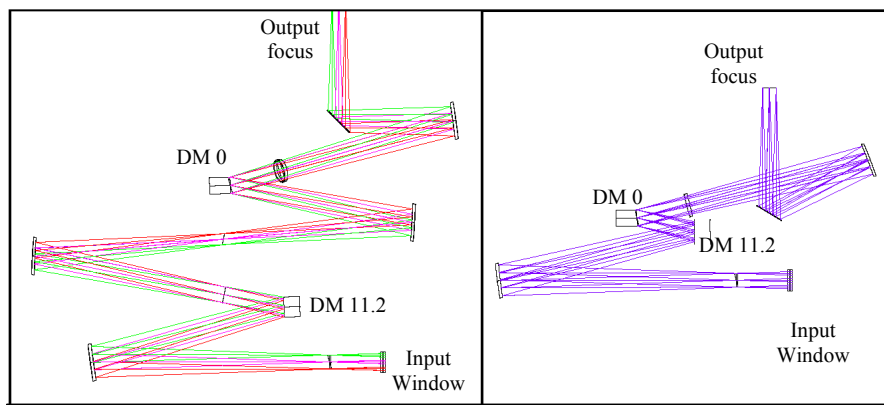 Output
focus
DM 0
DM 11.2
Input
Window
Output
focus
DM 0
DM 11.2
Input
Window